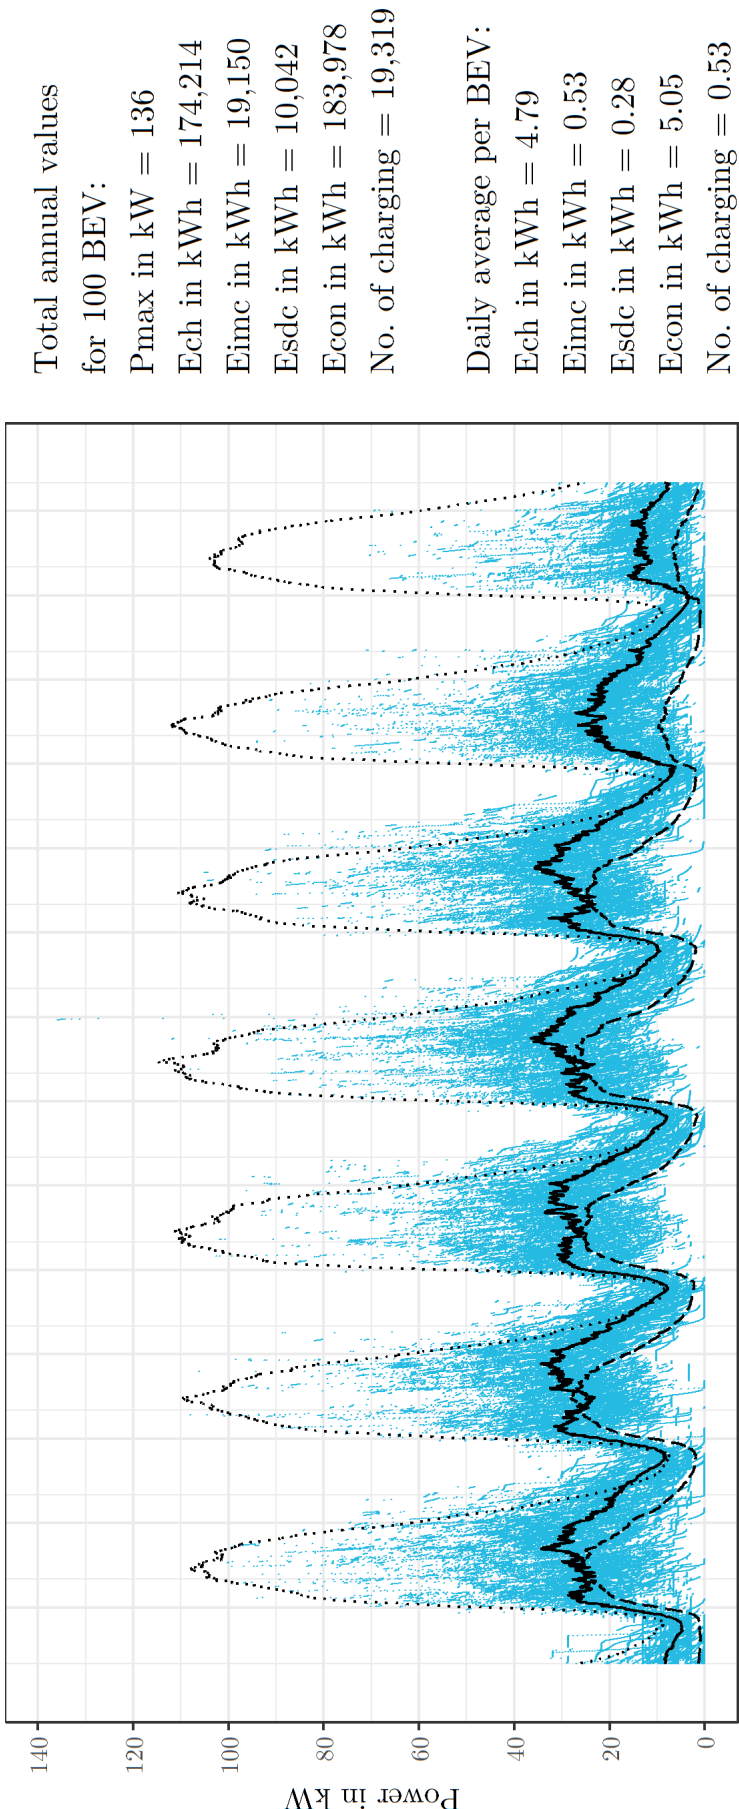 Total annual values
for 100 BEV:
Pmax in kW = 136
Ech in kWh = 174,214
Eimc in kWh = 19,150
Esdc in kWh = 10,042
Econ in kWh = 183,978
No. of charging = 19,319
Daily average per BEV:
Ech in kWh = 4.79
Eimc in kWh = 0.53
Esdc in kWh = 0.28
Econ in kWh = 5.05
No. of charging = 0.53
140
120
100
80
60
40
20
0
Power in kW